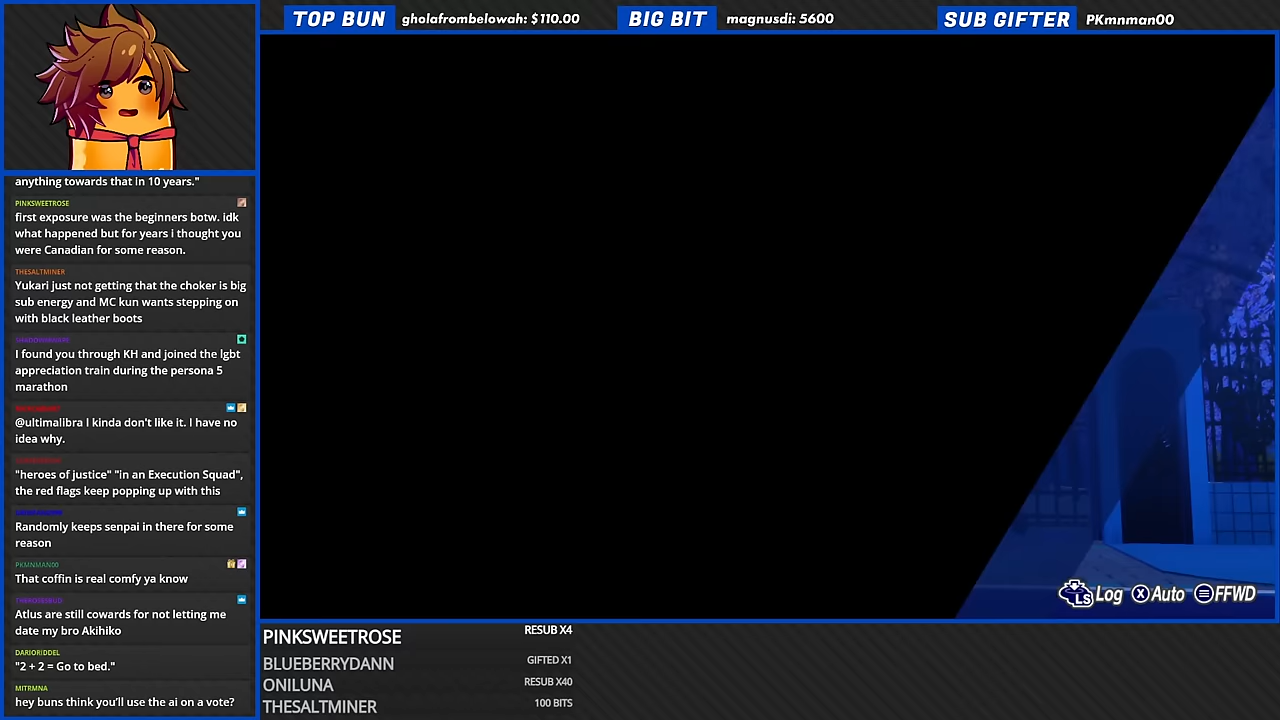 TOP BUN gholafrombelowah: $110.00 BIG BIT magnusdi: 5600 SUB GIFTER PKmnman00
anything towards that in 10 years."
PINKSWEETROSE
first exposure was the beginners botw. idk
what happened but for years i thought you
were Canadian for some reason.
THESALTMINER
Yukari just not getting that the choker is big
sub energy and MC kun wants stepping on
with black leather boots
I found you through KH and joined the lgbt
appreciation train during the persona 5
marathon
@ultimalibra I kinda don't like it. I have no
idea why.
"heroes of justice" "in an Execution Squad",
the red flags keep popping up with this
Randomly keeps senpai in there for some
reason
PKMNMAN00
That coffin is real comfy ya know
Atlus are still cowards for not letting me
date my bro Akihiko
DARIORIDDEL
"2 + 2 = Go to bed."
MITRMNA
hey buns think you'll use the ai on a vote?
LS Log X Auto FFWD
PINKSWEETROSE RESUB X4
BLUEBERRYDANN GIFTED X1
ONILUNA RESUB X40
THESALTMINER 100 BITS